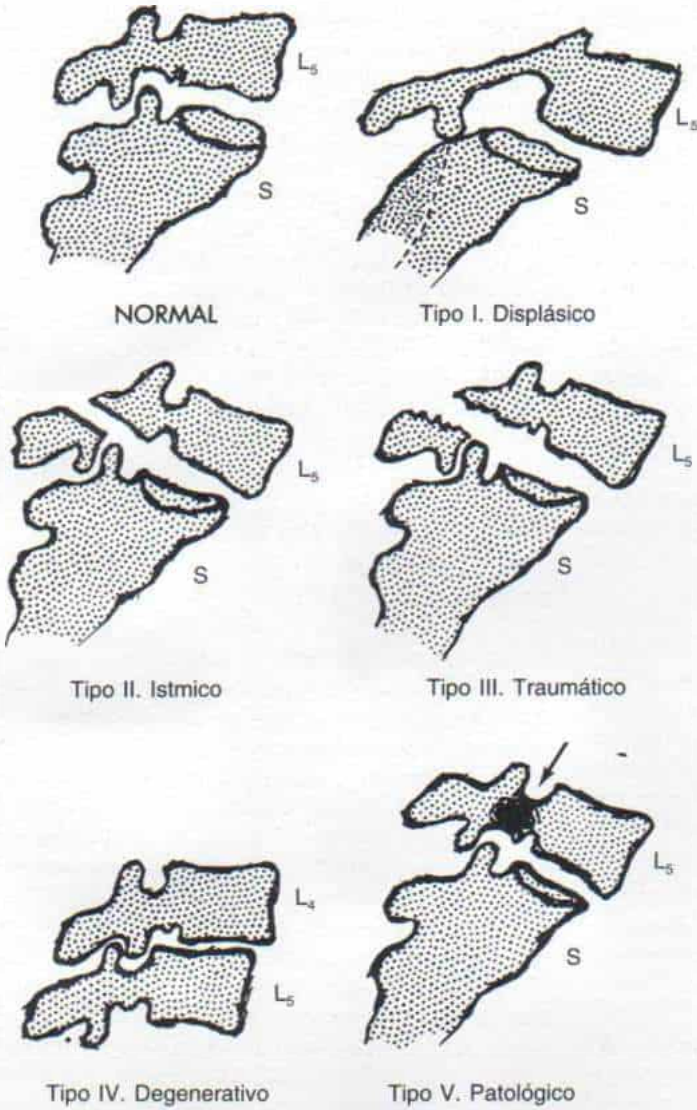 L₅
S
NORMAL
L₅
S
Tipo I. Displásico
L₅
S
Tipo II. Istmico
L₅
S
Tipo III. Traumático
L₄
L₅
Tipo IV. Degenerativo
L₅
S
Tipo V. Patológico